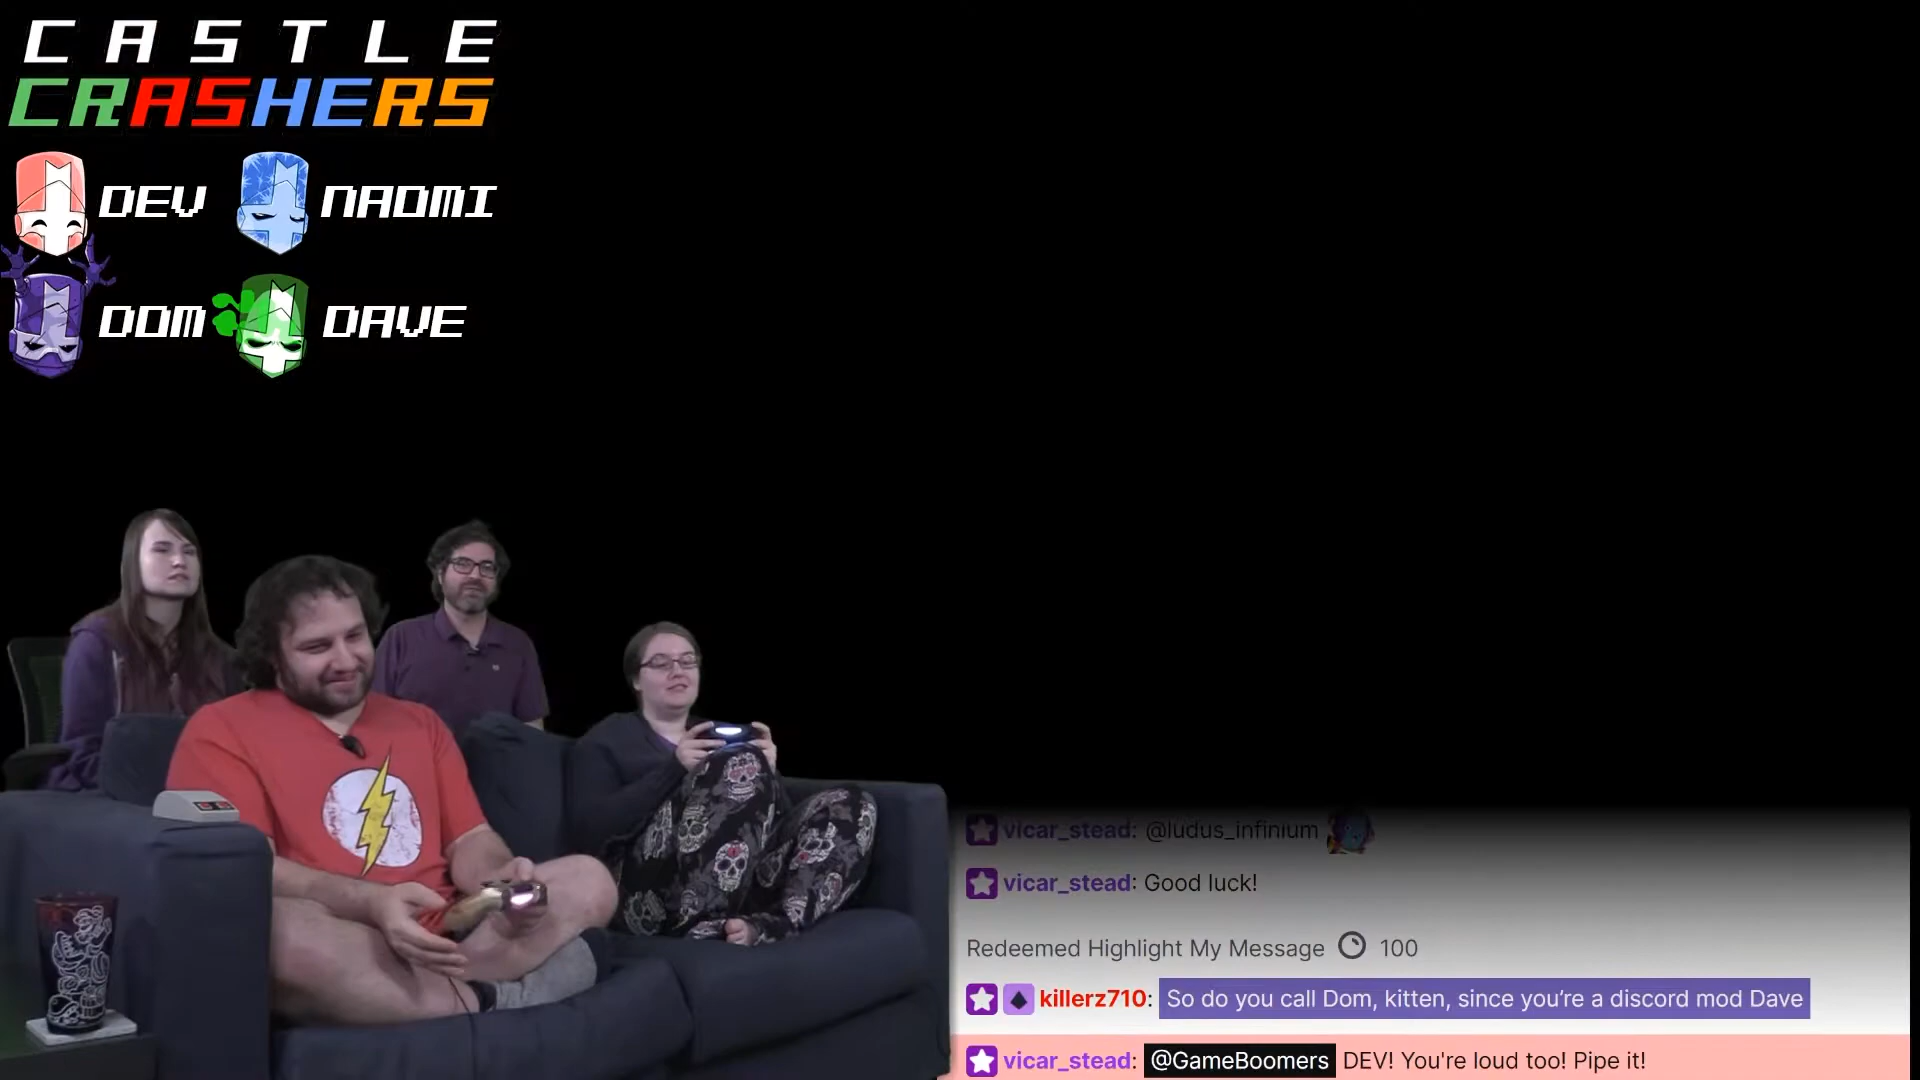 CASTLE
CRASHERS
DEV NAOMI
DOM DAVE
vicar_stead: @ludus_infinium
vicar_stead: Good luck!
Redeemed Highlight My Message 100
killerz710: So do you call Dom, kitten, since you're a discord mod Dave
vicar_stead: @GameBoomers DEV! You're loud too! Pipe it!